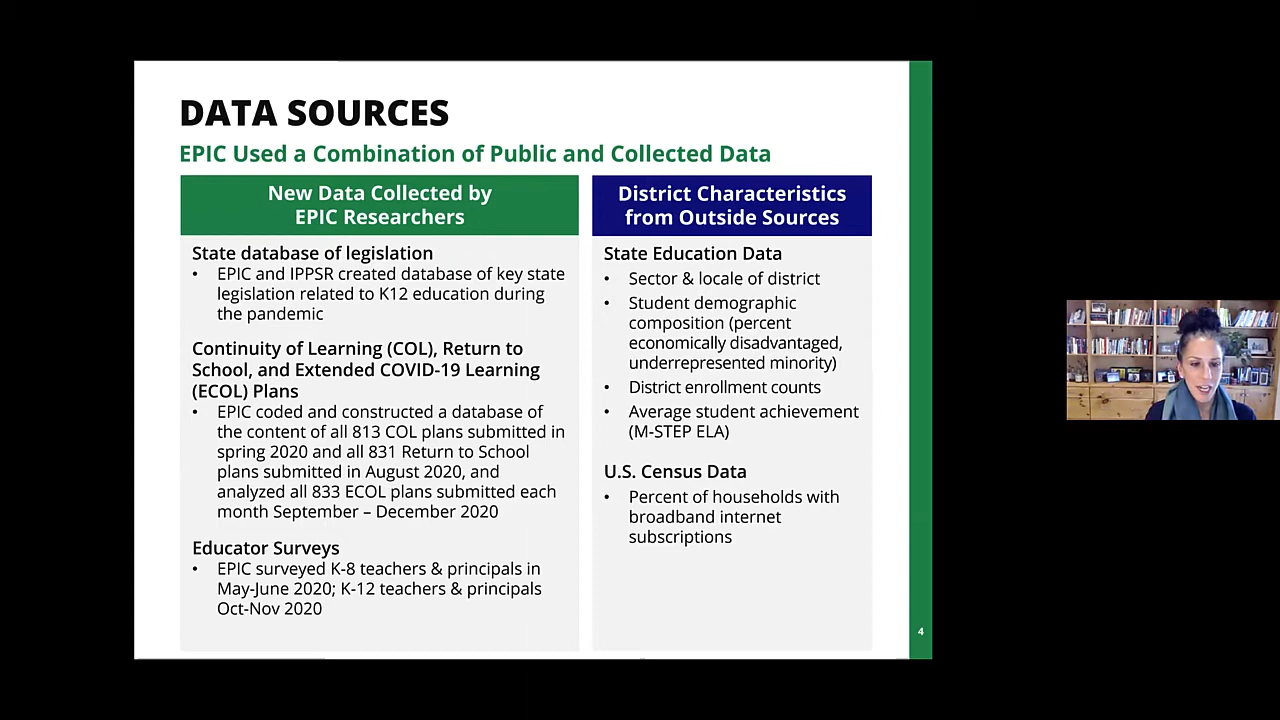 DATA SOURCES
EPIC Used a Combination of Public and Collected Data
New Data Collected by
EPIC Researchers
State database of legislation
• EPIC and IPPSR created database of key state
legislation related to K12 education during
the pandemic
Continuity of Learning (COL), Return to
School, and Extended COVID-19 Learning
(ECOL) Plans
• EPIC coded and constructed a database of
the content of all 813 COL plans submitted in
spring 2020 and all 831 Return to School
plans submitted in August 2020, and
analyzed all 833 ECOL plans submitted each
month September – December 2020
Educator Surveys
• EPIC surveyed K-8 teachers & principals in
May-June 2020; K-12 teachers & principals
Oct-Nov 2020
District Characteristics
from Outside Sources
State Education Data
• Sector & locale of district
• Student demographic
composition (percent
economically disadvantaged,
underrepresented minority)
• District enrollment counts
• Average student achievement
(M-STEP ELA)
U.S. Census Data
• Percent of households with
broadband internet
subscriptions
4